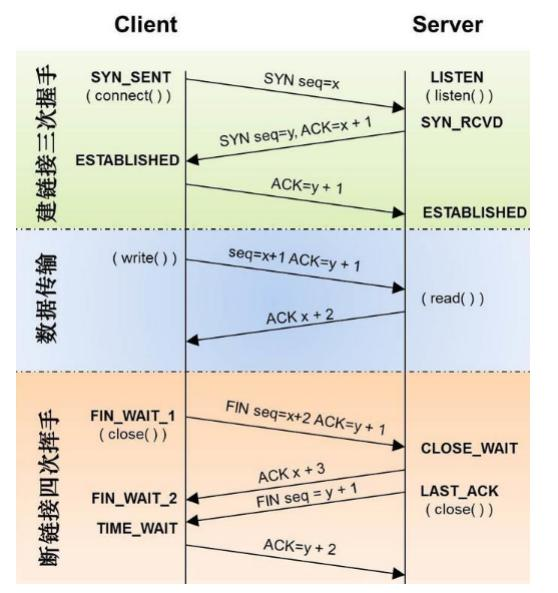 Client
Server
建链接三次握手
SYN_SENT
( connect( ) )
SYN seq=x
LISTEN
( listen( ) )
SYN_RCVD
SYN seq=y, ACK=x + 1
ESTABLISHED
ACK=y + 1
ESTABLISHED
数据传输
( write( ) )
seq=x+1 ACK=y + 1
( read( ) )
ACK x + 2
断链接四次挥手
FIN_WAIT_1
( close( ) )
FIN seq=x+2 ACK=y + 1
CLOSE_WAIT
ACK x + 3
FIN_WAIT_2
FIN seq = y + 1
LAST_ACK
( close( ) )
TIME_WAIT
ACK=y + 2